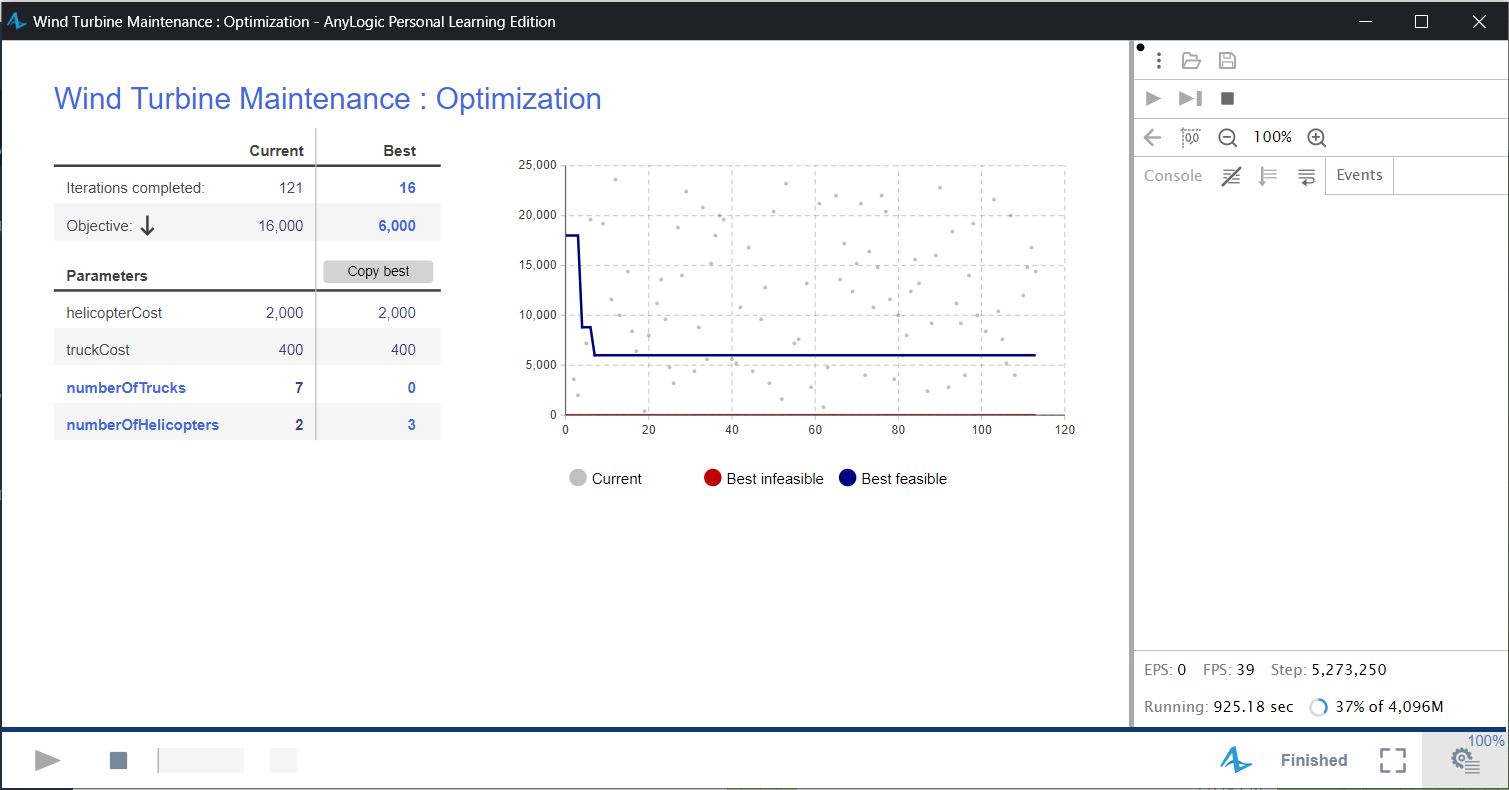 Wind Turbine Maintenance : Optimization - AnyLogic Personal Learning Edition
Wind Turbine Maintenance : Optimization
Current Best
Iterations completed: 121 16
Objective: 16,000 6,000
Parameters Copy best
helicopterCost 2,000 2,000
truckCost 400 400
numberOfTrucks 7 0
numberOfHelicopters 2 3
25,000
20,000
15,000
10,000
5,000
0
0 20 40 60 80 100 120
Current Best infeasible Best feasible
100%
Console Events
EPS: 0 FPS: 39 Step: 5,273,250
Running: 925.18 sec 37% of 4,096M
100%
Finished